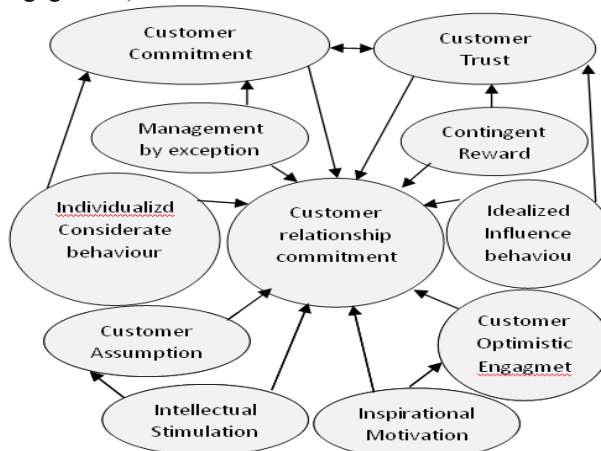 Customer
Commitment
Customer
Trust
Management
by exception
Contingent
Reward
Individualizd
Considerate
behaviour
Customer
relationship
commitment
Idealized
Influence
behaviou
Customer
Assumption
Customer
Optimistic
Engagmet
Intellectual
Stimulation
Inspirational
Motivation